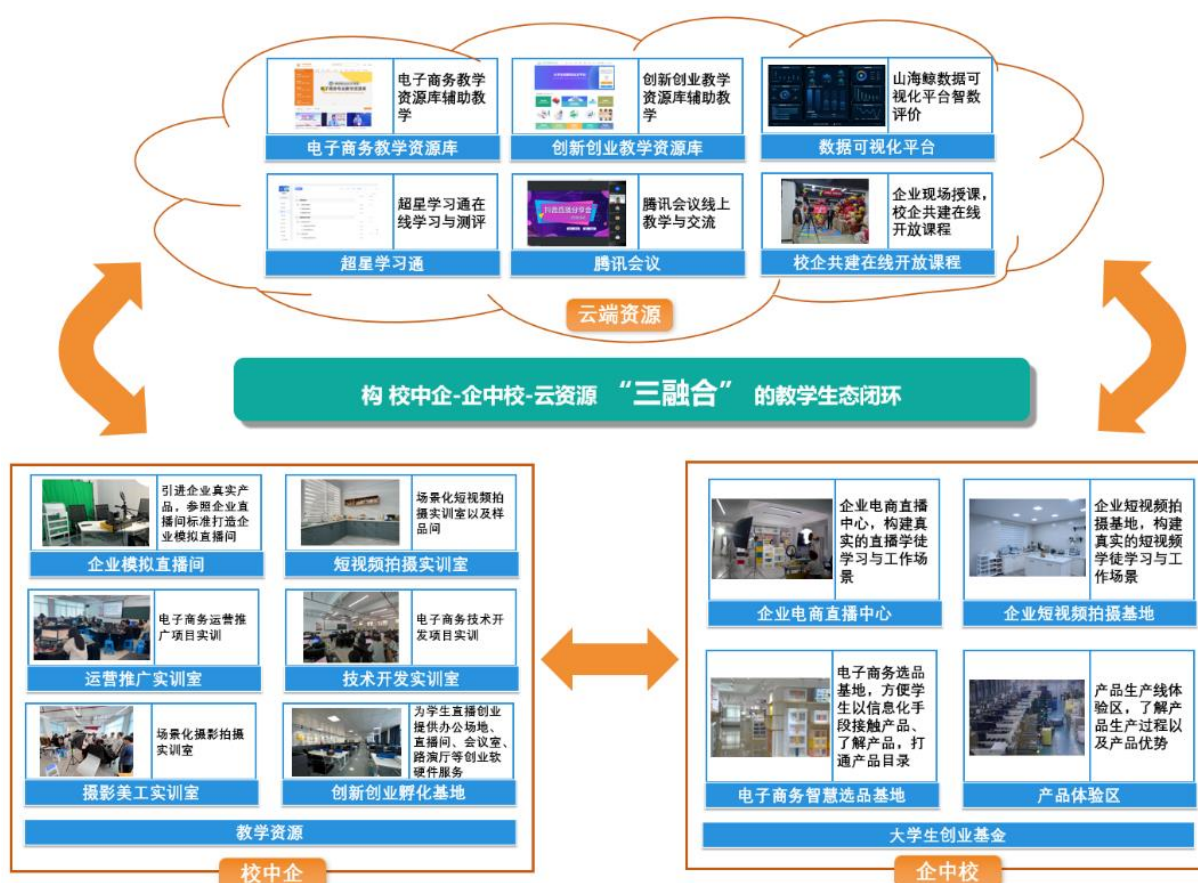 电子商务教学
资源库辅助教
学
电子商务教学资源库
创新创业教学
资源库辅助教
学
创新创业教学资源库
山海鲸数据可
视化平台智数
评价
数据可视化平台
超星学习通在
线学习与测评
超星学习通
腾讯会议线上
教学与交流
腾讯会议
企业现场授课，
校企共建在线
开放课程
校企共建在线开放课程
云端资源
构 校中企-企中校-云资源 “三融合” 的教学生态闭环
引进企业真实产
品，参照企业直
播间标准打造企
业模拟直播间
企业模拟直播间
场景化短视频拍
摄实训室以及样
品间
短视频拍摄实训室
电子商务运营推
广项目实训
运营推广实训室
电子商务技术开
发项目实训
技术开发实训室
场景化摄影拍摄
实训室
摄影美工实训室
为学生直播创业
提供办公场地、
直播间、会议室、
路演厅等创业软
硬件服务
创新创业孵化基地
教学资源
校中企
企业电商直播
中心，构建真
实的直播学徒
学习与工作场
景
企业电商直播中心
企业短视频拍
摄基地，构建
真实的短视频
学徒学习与工
作场景
企业短视频拍摄基地
电子商务选品
基地，方便学
生以信息化手
段接触产品、
了解产品，打
通产品目录
电子商务智慧选品基地
产品生产线体
验区，了解产
品生产过程以
及产品优势
产品体验区
大学生创业基金
企中校